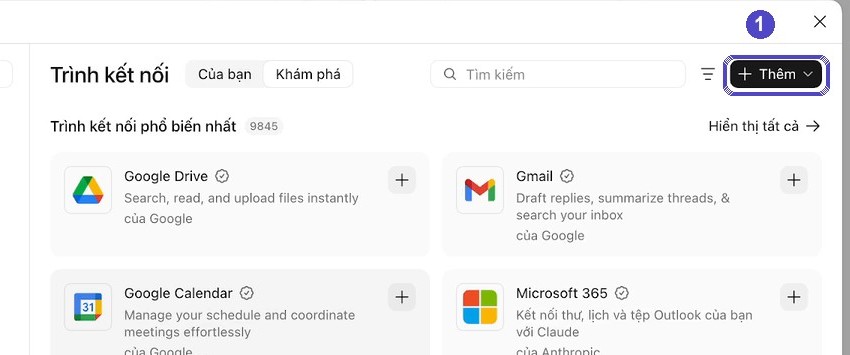 1
Trình kết nối
Của bạn
Khám phá
Tìm kiếm
Thêm
Trình kết nối phổ biến nhất 9845
Hiển thị tất cả
Google Drive
Search, read, and upload files instantly
của Google
Gmail
Draft replies, summarize threads, &
search your inbox
của Google
31
Google Calendar
Manage your schedule and coordinate
meetings effortlessly
của Google
Microsoft 365
Kết nối thư, lịch và tệp Outlook của bạn
với Claude
của Anthropic